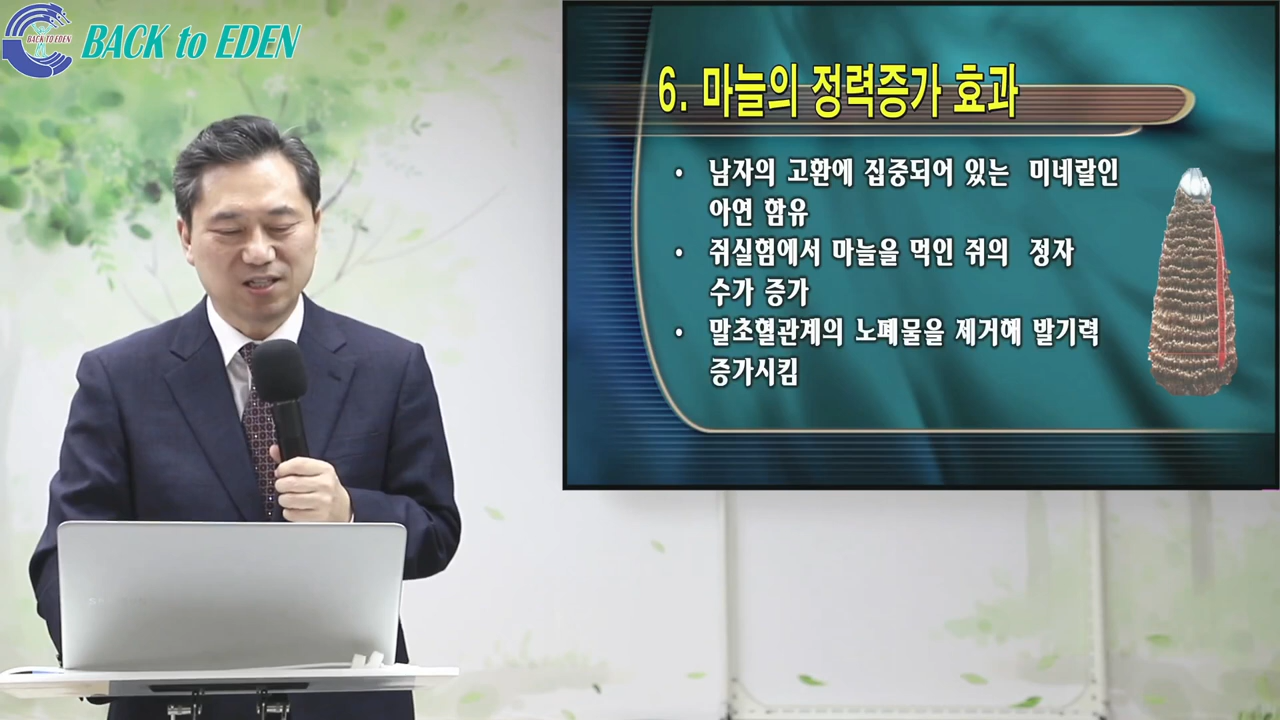 BACK TO EDEN
BACK to EDEN
6. 마늘의 정력증가 효과
• 남자의 고환에 집중되어 있는 미네랄인
아연 함유
• 쥐실험에서 마늘을 먹인 쥐의 정자
수가 증가
• 말초혈관계의 노폐물을 제거해 발기력
증가시킴